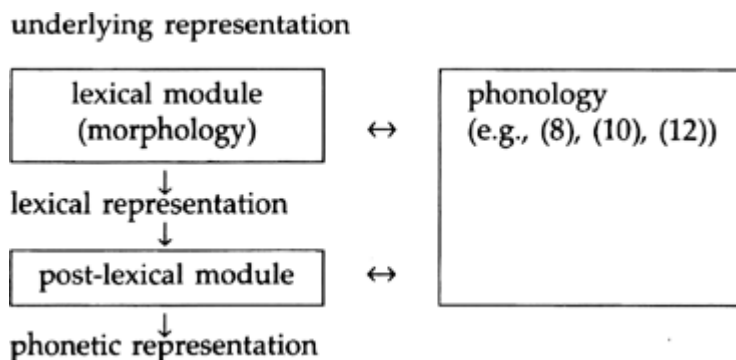 underlying representation
lexical module
(morphology)
↔
phonology
(e.g., (8), (10), (12))
↓
lexical representation
↓
post-lexical module
↔
↓
phonetic representation